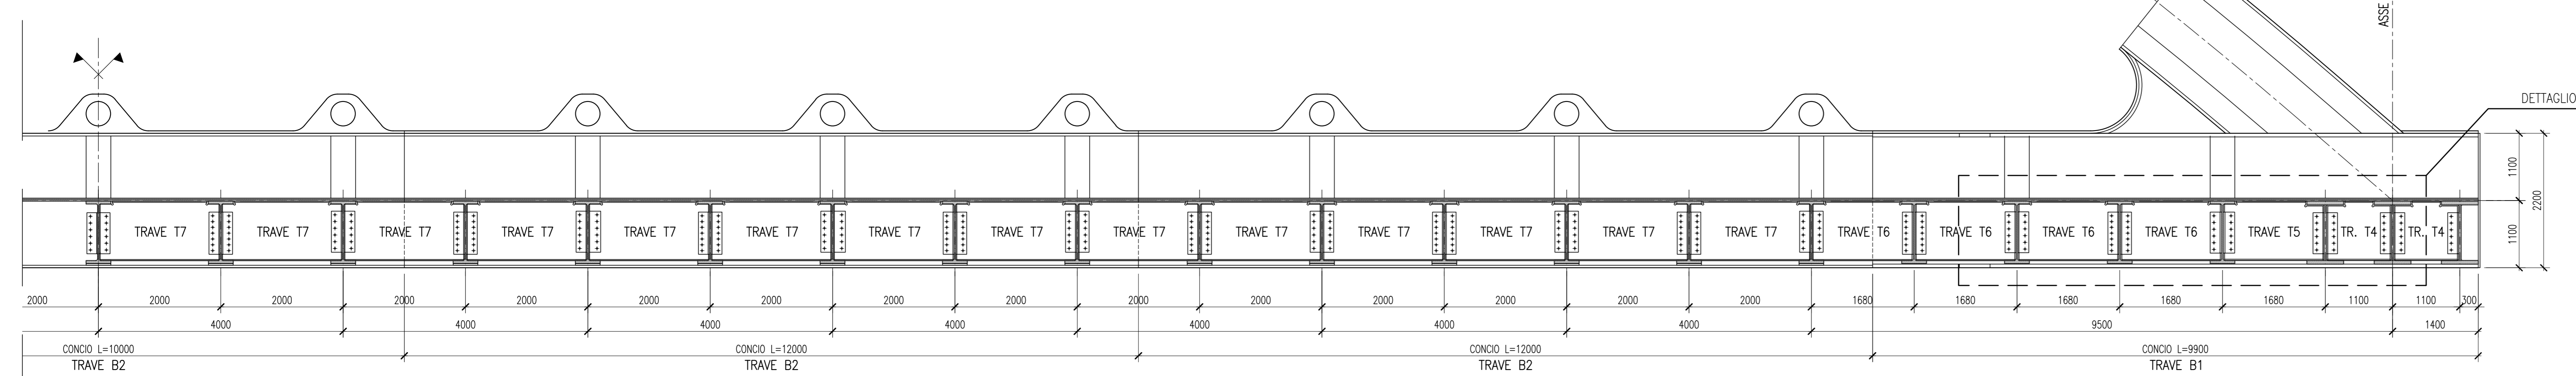 ASSE
DETTAGLIO
1100
2200
1100
TRAVE T7 TRAVE T7 TRAVE T7 TRAVE T7 TRAVE T7 TRAVE T7 TRAVE T7 TRAVE T7 TRAVE T7 TRAVE T7 TRAVE T7 TRAVE T7 TRAVE T7 TRAVE T7 TRAVE T6 TRAVE T6 TRAVE T6 TRAVE T6 TRAVE T5 TR. T4 TR. T4
2000 2000 2000 2000 2000 2000 2000 2000 2000 2000 2000 2000 2000 2000 2000 1680 1680 1680 1680 1680 1100 1100 300
4000 4000 4000 4000 4000 4000 4000 9500 1400
CONCIO L=10000 CONCIO L=12000 CONCIO L=12000 CONCIO L=9900
TRAVE B2 TRAVE B2 TRAVE B2 TRAVE B1